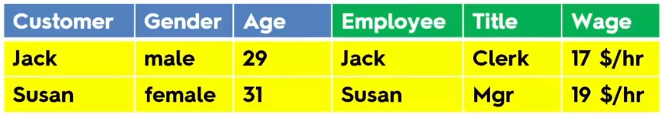 Customer Gender Age Employee Title Wage
Jack male 29 Jack Clerk 17 $/hr
Susan female 31 Susan Mgr 19 $/hr